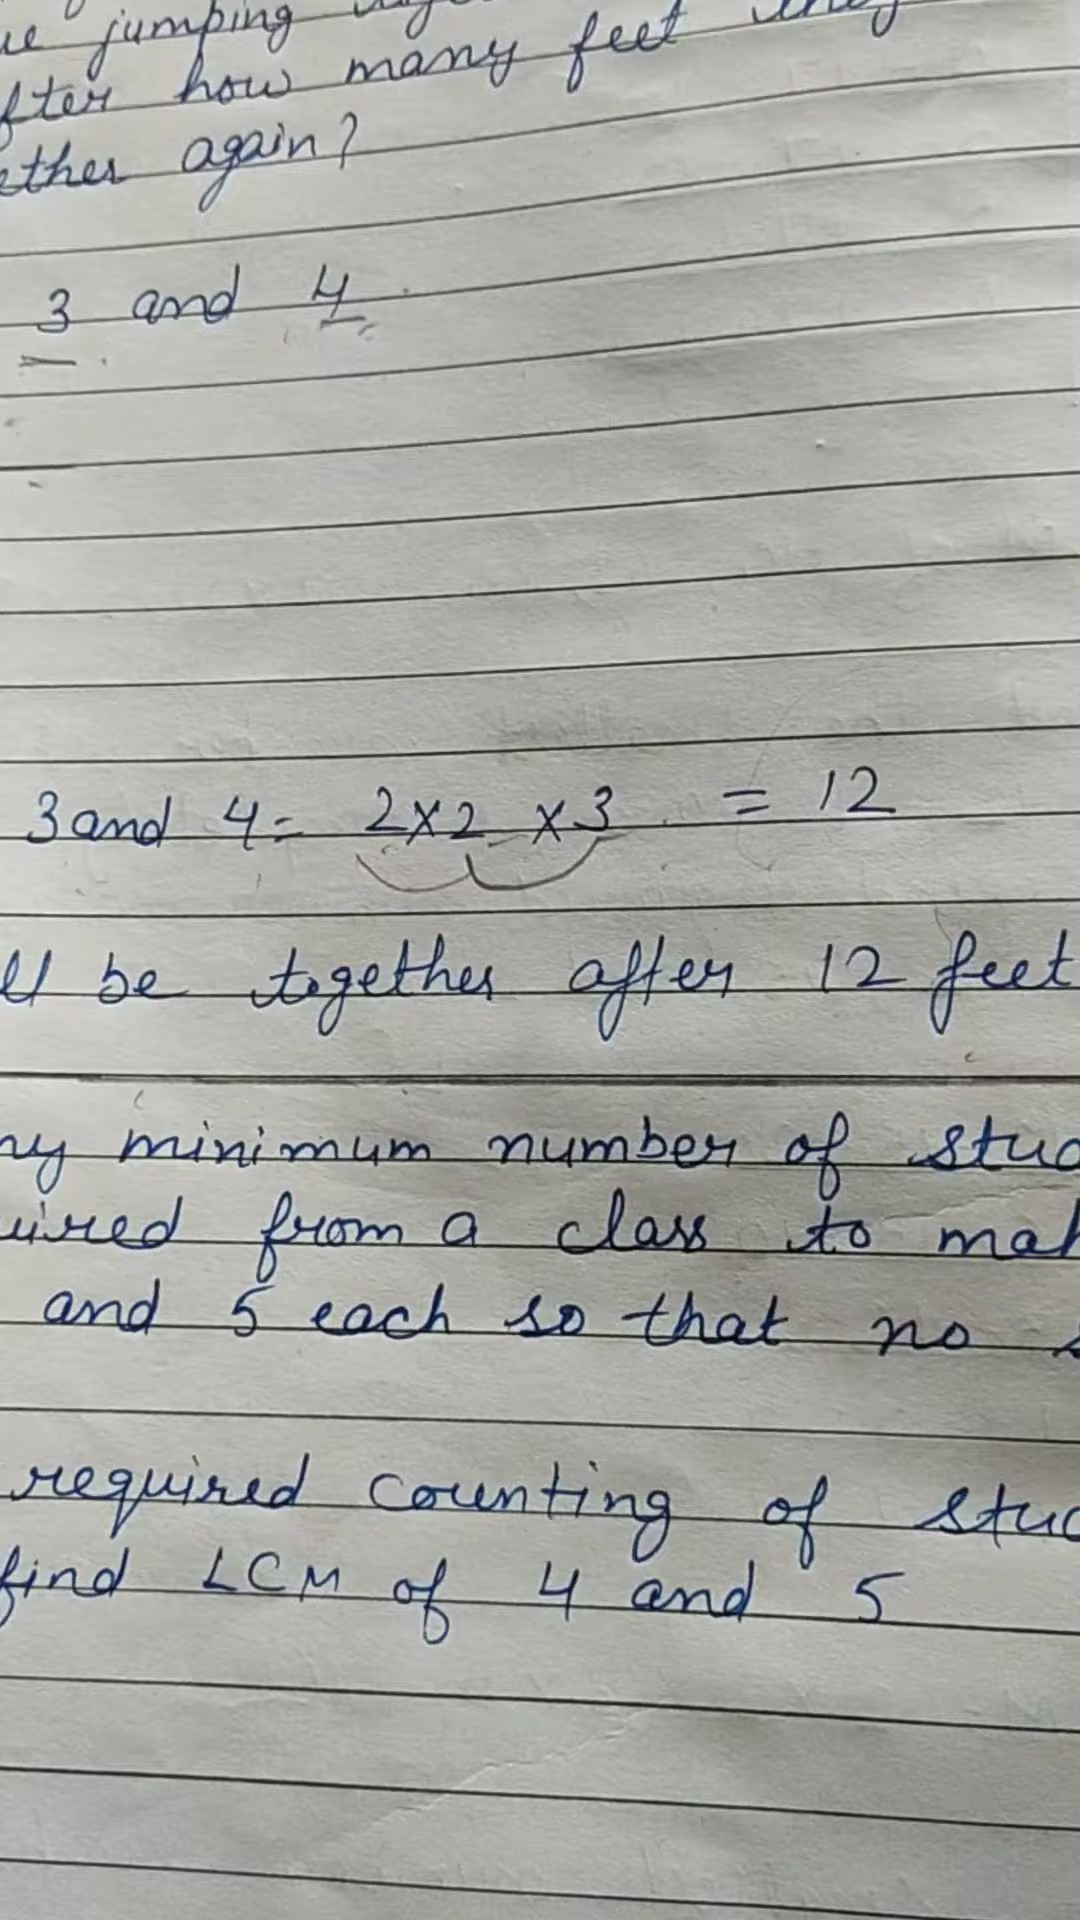 jumping
how many feet they
again?
3 and 4
3 and 4 = 2×2 ×3 = 12
be together after 12 feet
minimum number of
from a class to
and 5 each so that no
required counting of
find LCM of 4 and 5